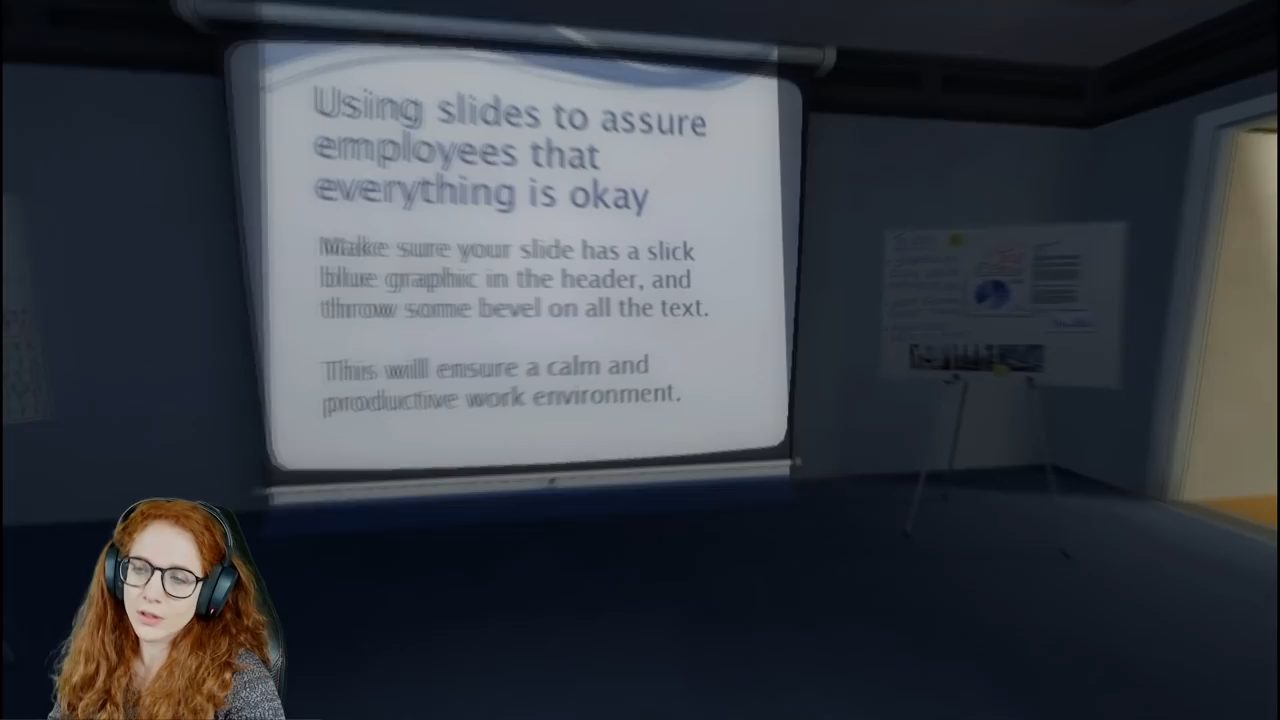 Using slides to assure
employees that
everything is okay
Make sure your slide has a slick
blue graphic in the header, and
throw some bevel on all the text.
This will ensure a calm and
productive work environment.